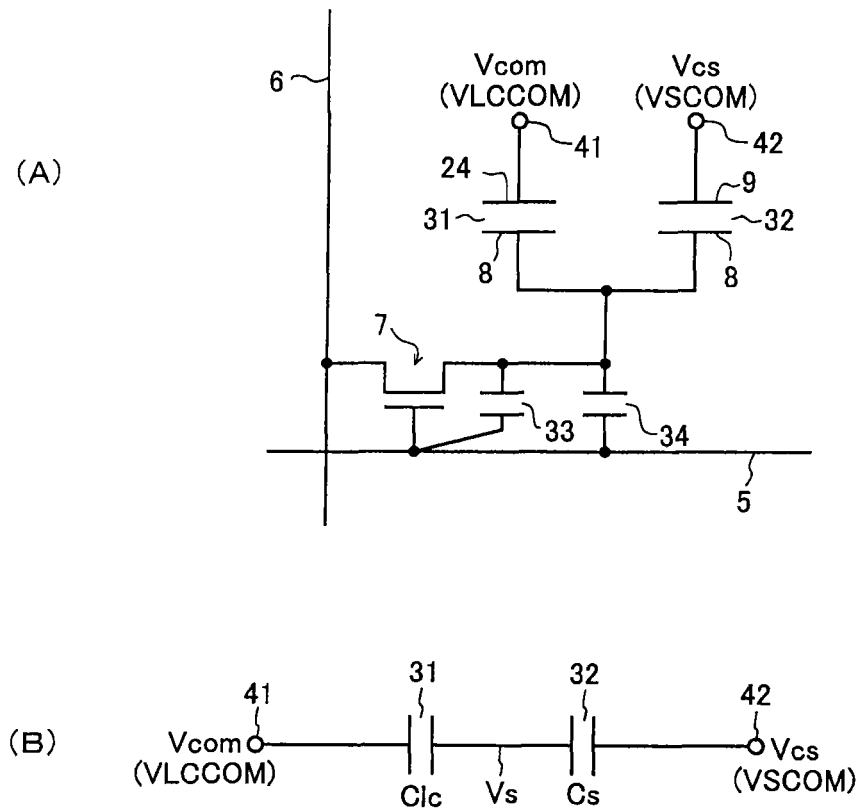 (A)
6
Vcom
(VLCCOM)
Vcs
(VSCOM)
41
42
24
9
31
32
8
8
7
33
34
5
(B)
41
31
32
42
Vcom
(VLCCOM)
Clc
Vs
Cs
Vcs
(VSCOM)